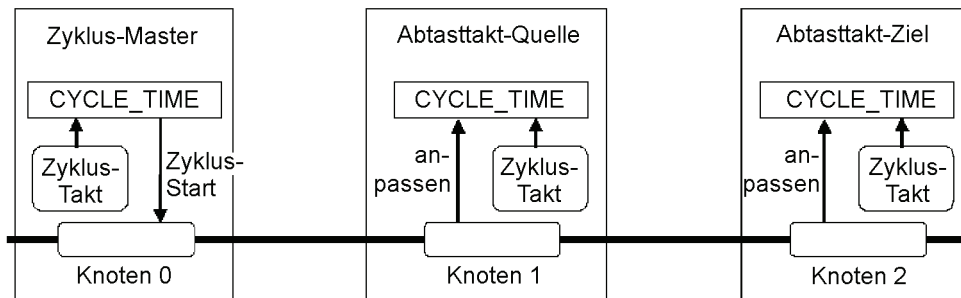 Zyklus-Master
CYCLE_TIME
Zyklus-
Takt
Zyklus-
Start
Knoten 0
Abtasttakt-Quelle
CYCLE_TIME
an-
passen
Zyklus-
Takt
Knoten 1
Abtasttakt-Ziel
CYCLE_TIME
an-
passen
Zyklus-
Takt
Knoten 2